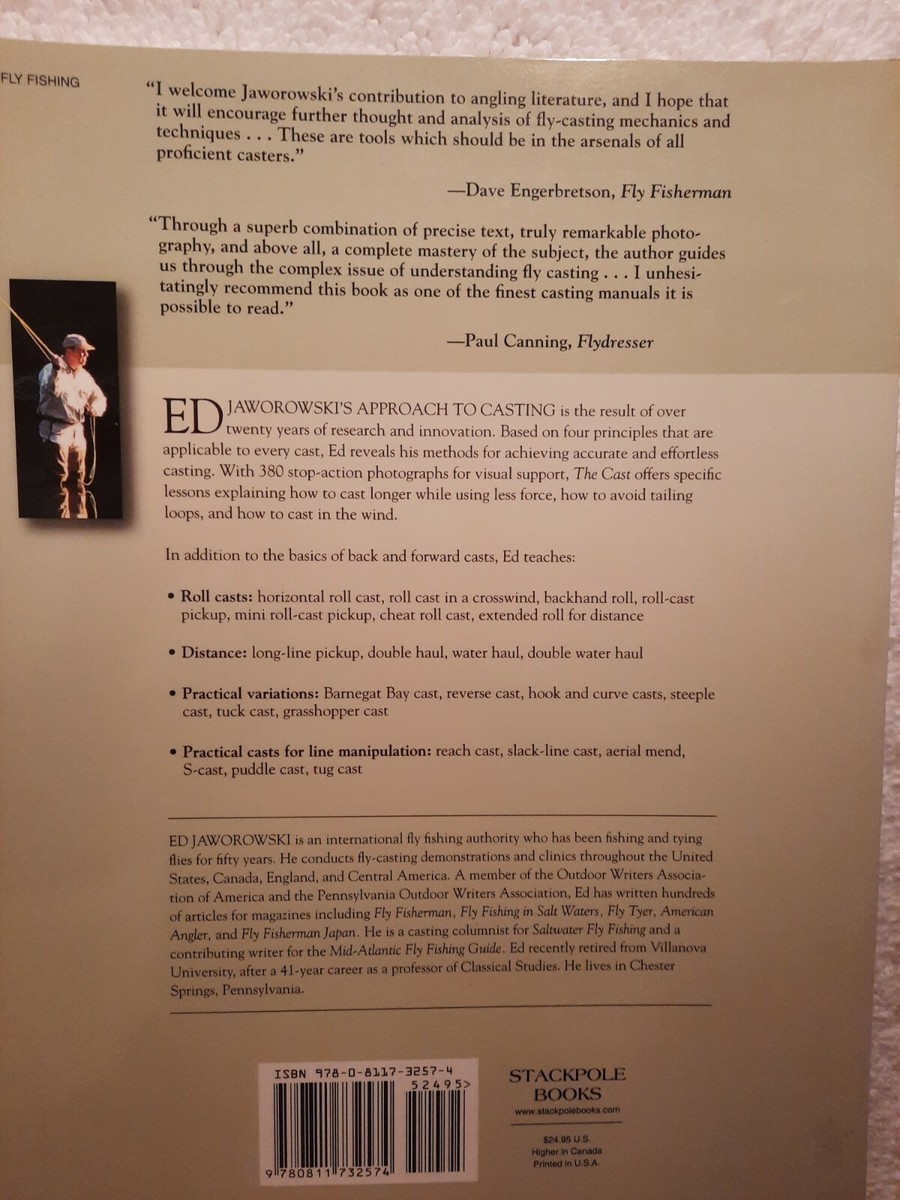 FLY FISHING
“I welcome Jaworowski’s contribution to angling literature, and I hope that
it will encourage further thought and analysis of fly-casting mechanics and
techniques . . . These are tools which should be in the arsenals of all
proficient casters.”
—Dave Engerbretson, Fly Fisherman
“Through a superb combination of precise text, truly remarkable photo-
graphy, and above all, a complete mastery of the subject, the author guides
us through the complex issue of understanding fly casting . . . I unhesi-
tatingly recommend this book as one of the finest casting manuals it is
possible to read.”
—Paul Canning, Flydresser
ED JAWOROWSKI’S APPROACH TO CASTING is the result of over
twenty years of research and innovation. Based on four principles that are
applicable to every cast, Ed reveals his methods for achieving accurate and effortless
casting. With 380 stop-action photographs for visual support, The Cast offers specific
lessons explaining how to cast longer while using less force, how to avoid tailing
loops, and how to cast in the wind.
In addition to the basics of back and forward casts, Ed teaches:
• Roll casts: horizontal roll cast, roll cast in a crosswind, backhand roll, roll-cast
pickup, mini roll-cast pickup, cheat roll cast, extended roll for distance
• Distance: long-line pickup, double haul, water haul, double water haul
• Practical variations: Barnegat Bay cast, reverse cast, hook and curve casts, steeple
cast, tuck cast, grasshopper cast
• Practical casts for line manipulation: reach cast, slack-line cast, aerial mend,
S-cast, puddle cast, tug cast
ED JAWOROWSKI is an international fly fishing authority who has been fishing and tying
flies for fifty years. He conducts fly-casting demonstrations and clinics throughout the United
States, Canada, England, and Central America. A member of the Outdoor Writers Associa-
tion of America and the Pennsylvania Outdoor Writers Association, Ed has written hundreds
of articles for magazines including Fly Fisherman, Fly Fishing in Salt Waters, Fly Tyer, American
Angler, and Fly Fisherman Japan. He is a casting columnist for Saltwater Fly Fishing and a
contributing writer for the Mid-Atlantic Fly Fishing Guide. Ed recently retired from Villanova
University, after a 41-year career as a professor of Classical Studies. He lives in Chester
Springs, Pennsylvania.
ISBN 978-0-8117-3257-4
52495>
9 780811 732574
STACKPOLE
BOOKS
www.stackpolebooks.com
$24.95 U.S.
Higher in Canada
Printed in U.S.A.